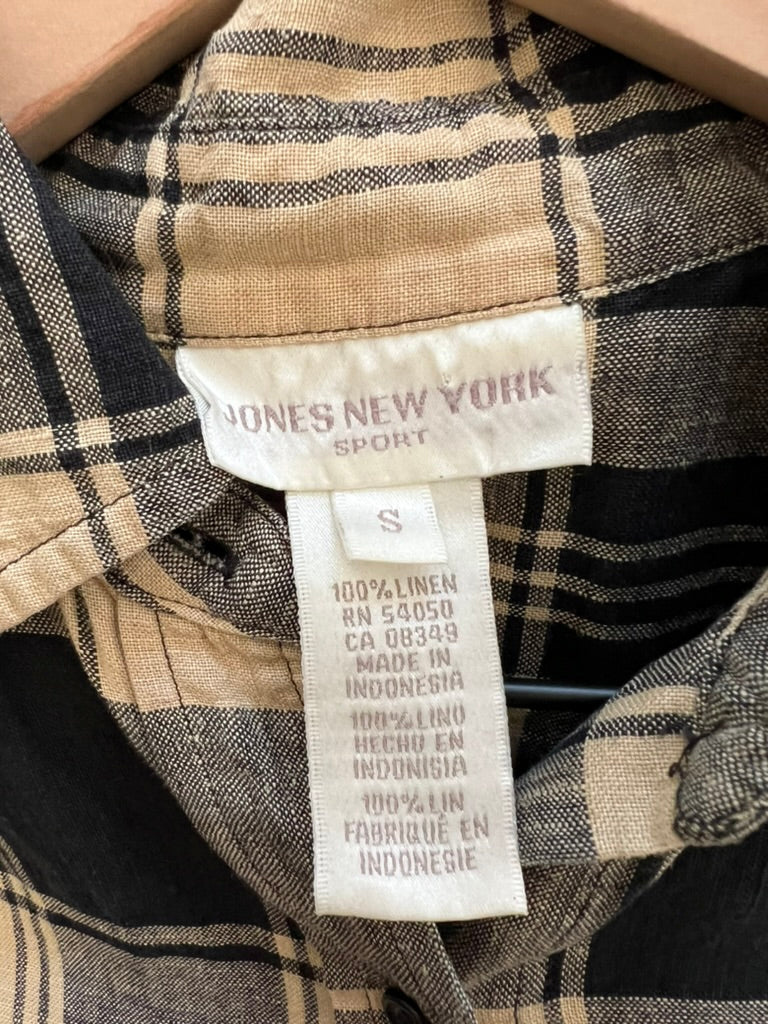 JONES NEW YORK
SPORT
S
100% LINEN
RN 54050
CA 08349
MADE IN
INDONESIA
100% LINO
HECHO EN
INDONISIA
100% LIN
FABRIQUÉ EN
INDONESIE